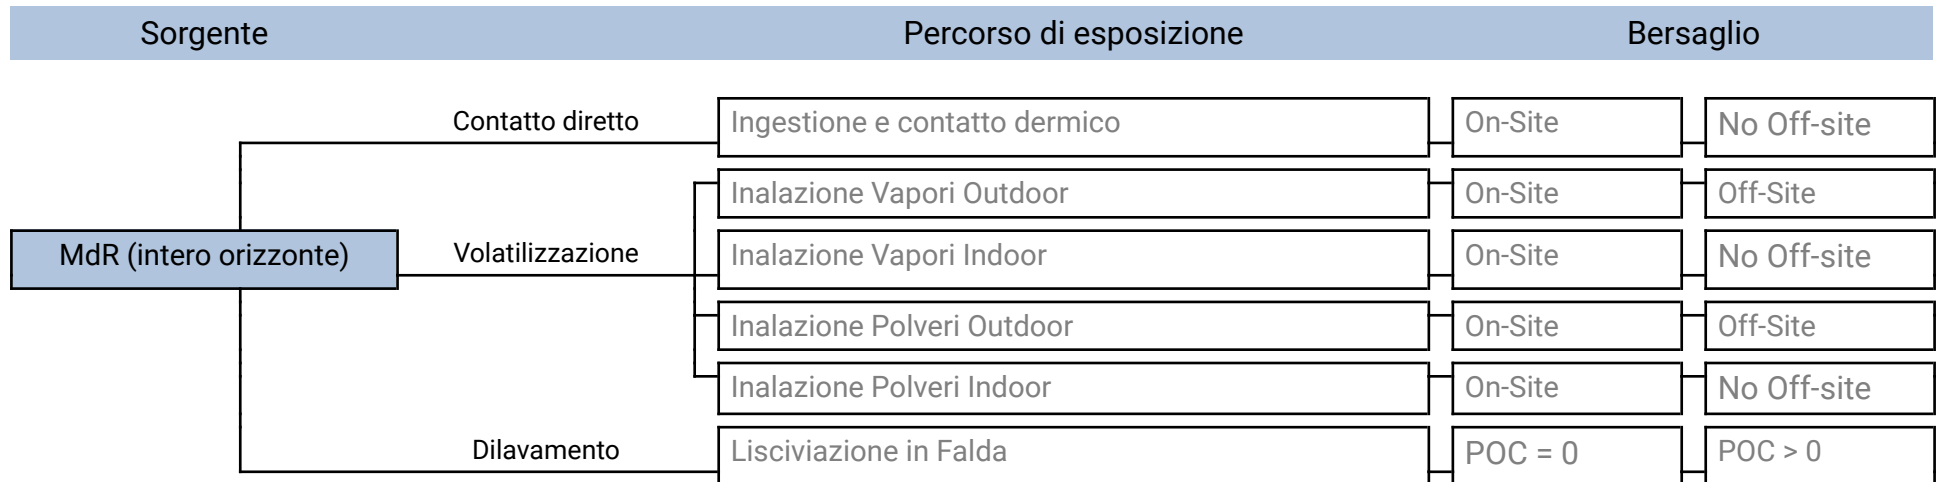 Sorgente Percorso di esposizione Bersaglio
Contatto diretto Ingestione e contatto dermico On-Site No Off-site
Inalazione Vapori Outdoor On-Site Off-Site
MdR (intero orizzonte) Volatilizzazione Inalazione Vapori Indoor On-Site No Off-site
Inalazione Polveri Outdoor On-Site Off-Site
Inalazione Polveri Indoor On-Site No Off-site
Dilavamento Lisciviazione in Falda POC = 0 POC > 0